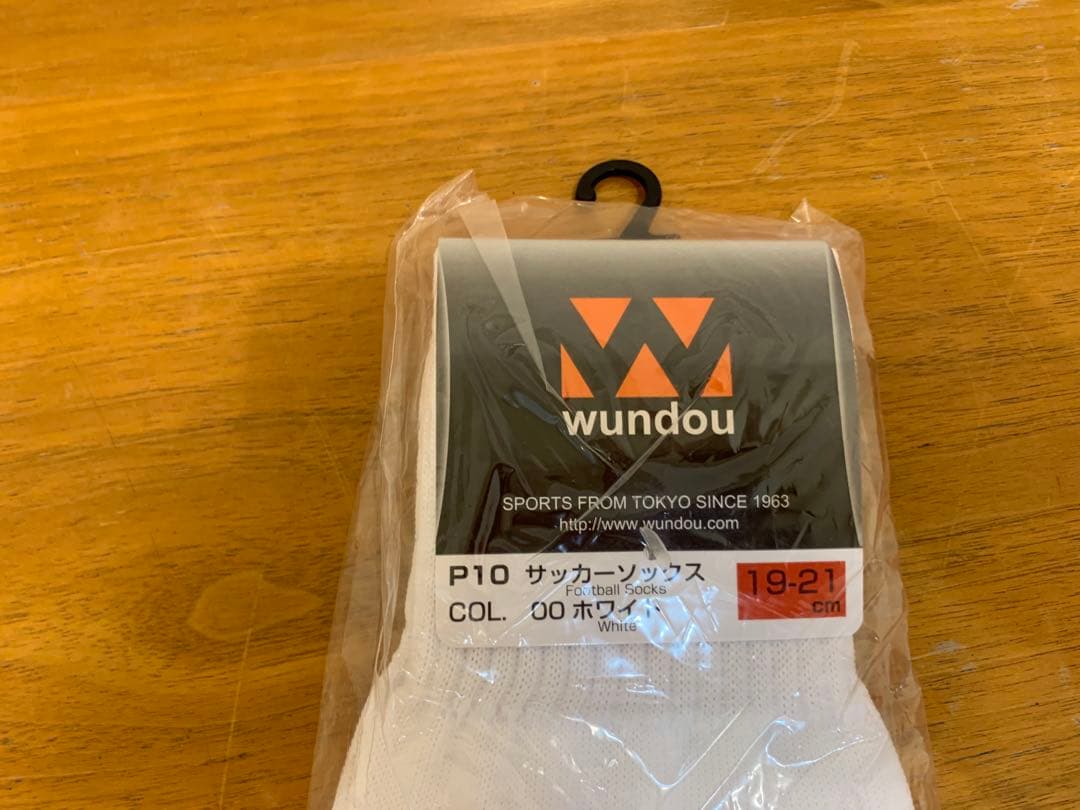 wundou
SPORTS FROM TOKYO SINCE 1963
http://www.wundou.com
P10 サッカーソックス
Football Socks
COL. 00 ホワイト
White
19-21
cm